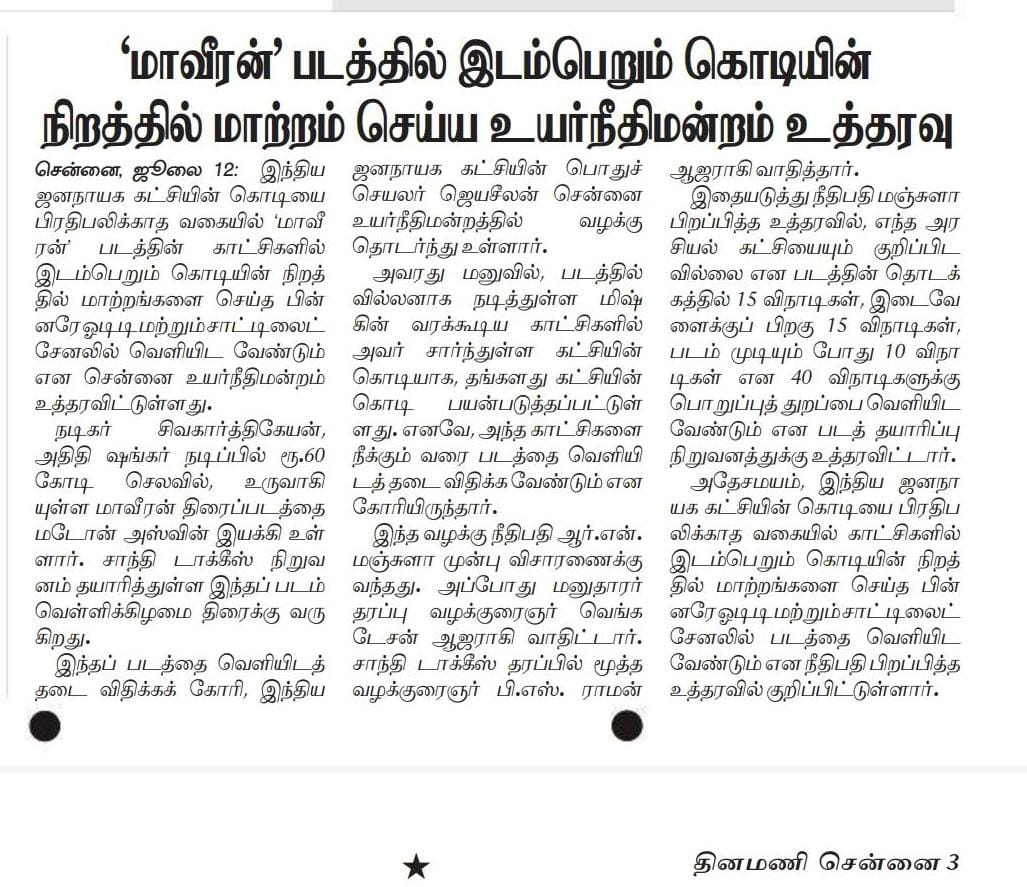 ‘மாவீரன்’ படத்தில் இடம்பெறும் கொடியின்
நிறத்தில் மாற்றம் செய்ய உயர்நீதிமன்றம் உத்தரவு
சென்னை, ஜூலை 12: இந்திய
ஜனநாயக கட்சியின் கொடியை
பிரதிபலிக்காத வகையில் ‘மாவீ
ரன்’ படத்தின் காட்சிகளில்
இடம்பெறும் கொடியின் நிறத்
தில் மாற்றங்களை செய்த பின்
னரே ஓடிடி மற்றும் சாட்டிலைட்
சேனலில் வெளியிட வேண்டும்
என சென்னை உயர்நீதிமன்றம்
உத்தரவிட்டுள்ளது.
நடிகர் சிவகார்த்திகேயன்,
அதிதி ஷங்கர் நடிப்பில் ரூ.60
கோடி செலவில், உருவாகி
யுள்ள மாவீரன் திரைப்படத்தை
மடோன் அஸ்வின் இயக்கி உள்
ளார். சாந்தி டாக்கீஸ் நிறுவ
னம் தயாரித்துள்ள இந்தப் படம்
வெள்ளிக்கிழமை திரைக்கு வரு
கிறது.
இந்தப் படத்தை வெளியிடத்
தடை விதிக்கக் கோரி, இந்திய
ஜனநாயக கட்சியின் பொதுச்
செயலர் ஜெயசீலன் சென்னை
உயர்நீதிமன்றத்தில் வழக்கு
தொடர்ந்து உள்ளார்.
அவரது மனுவில், படத்தில்
வில்லனாக நடித்துள்ள மிஷ்
கின் வரக்கூடிய காட்சிகளில்
அவர் சார்ந்துள்ள கட்சியின்
கொடியாக, தங்களது கட்சியின்
கொடி பயன்படுத்தப்பட்டுள்
ளது. எனவே, அந்த காட்சிகளை
நீக்கும் வரை படத்தை வெளியி
டத் தடை விதிக்க வேண்டும் என
கோரியிருந்தார்.
இந்த வழக்கு நீதிபதி ஆர்.என்.
மஞ்சுளா முன்பு விசாரணைக்கு
வந்தது. அப்போது மனுதாரர்
தரப்பு வழக்குரைஞர் வெங்க
டேசன் ஆஜராகி வாதிட்டார்.
சாந்தி டாக்கீஸ் தரப்பில் மூத்த
வழக்குரைஞர் பி.எஸ். ராமன்
ஆஜராகி வாதித்தார்.
இதையடுத்து நீதிபதி மஞ்சுளா
பிறப்பித்த உத்தரவில், எந்த அர
சியல் கட்சியையும் குறிப்பிட
வில்லை என படத்தின் தொடக்
கத்தில் 15 விநாடிகள், இடைவே
ளைக்குப் பிறகு 15 விநாடிகள்,
படம் முடியும் போது 10 விநா
டிகள் என 40 விநாடிகளுக்கு
பொறுப்புத் துறப்பை வெளியிட
வேண்டும் என படத் தயாரிப்பு
நிறுவனத்துக்கு உத்தரவிட்டார்.
அதேசமயம், இந்திய ஜனநா
யக கட்சியின் கொடியை பிரதிப
லிக்காத வகையில் காட்சிகளில்
இடம்பெறும் கொடியின் நிறத்
தில் மாற்றங்களை செய்த பின்
னரே ஓடிடி மற்றும் சாட்டிலைட்
சேனலில் படத்தை வெளியிட
வேண்டும் என நீதிபதி பிறப்பித்த
உத்தரவில் குறிப்பிட்டுள்ளார்.
தினமணி சென்னை 3